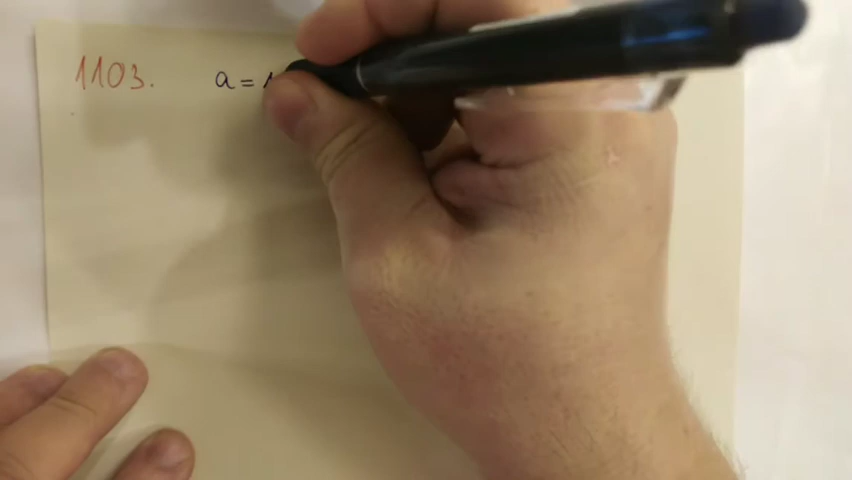 1103. a =